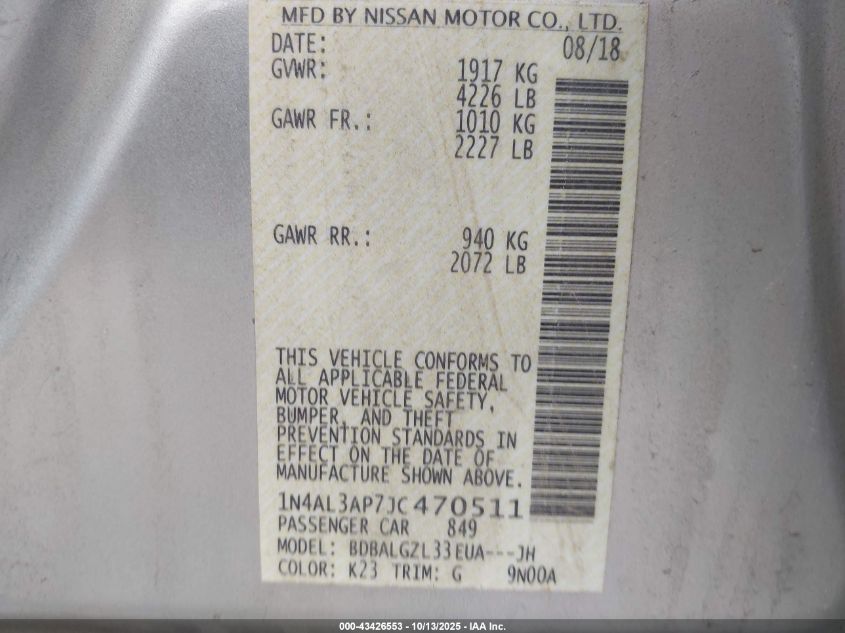 MFD BY NISSAN MOTOR CO., LTD.
DATE: 08/18
GVWR: 1917 KG
4226 LB
GAWR FR.: 1010 KG
2227 LB
GAWR RR.: 940 KG
2072 LB
THIS VEHICLE CONFORMS TO
ALL APPLICABLE FEDERAL
MOTOR VEHICLE SAFETY,
BUMPER, AND THEFT
PREVENTION STANDARDS IN
EFFECT ON THE DATE OF
MANUFACTURE SHOWN ABOVE.
1N4AL3AP7JC470511
PASSENGER CAR 849
MODEL: BDBALGZL33EUA---JH
COLOR: K23 TRIM: G 9N00A
000-43426553 - 10/13/2025 - IAA Inc.